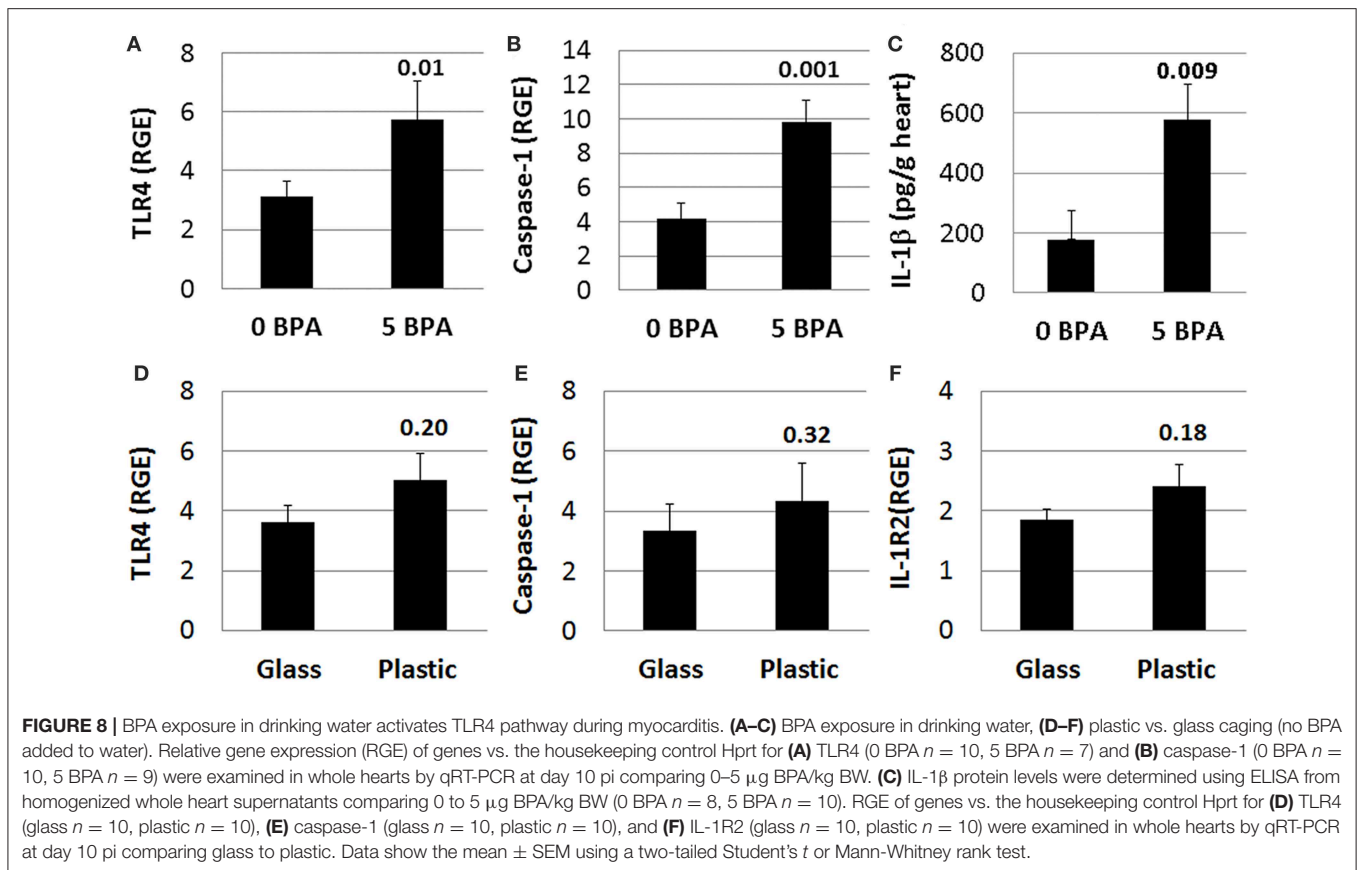 A
TLR4 (RGE)
8
6
4
2
0
0.01
0 BPA
5 BPA
B
Caspase-1 (RGE)
14
12
10
8
6
4
2
0
0.001
0 BPA
5 BPA
C
IL-1β (pg/g heart)
800
600
400
200
0
0.009
0 BPA
5 BPA
D
TLR4 (RGE)
8
6
4
2
0
0.20
Glass
Plastic
E
Caspase-1 (RGE)
8
6
4
2
0
0.32
Glass
Plastic
F
IL-1R2(RGE)
4
3
2
1
0
0.18
Glass
Plastic
FIGURE 8 | BPA exposure in drinking water activates TLR4 pathway during myocarditis. (A–C) BPA exposure in drinking water, (D–F) plastic vs. glass caging (no BPA
added to water). Relative gene expression (RGE) of genes vs. the housekeeping control Hprt for (A) TLR4 (0 BPA n = 10, 5 BPA n = 7) and (B) caspase-1 (0 BPA n =
10, 5 BPA n = 9) were examined in whole hearts by qRT-PCR at day 10 pi comparing 0–5 μg BPA/kg BW. (C) IL-1β protein levels were determined using ELISA from
homogenized whole heart supernatants comparing 0 to 5 μg BPA/kg BW (0 BPA n = 8, 5 BPA n = 10). RGE of genes vs. the housekeeping control Hprt for (D) TLR4
(glass n = 10, plastic n = 10), (E) caspase-1 (glass n = 10, plastic n = 10), and (F) IL-1R2 (glass n = 10, plastic n = 10) were examined in whole hearts by qRT-PCR
at day 10 pi comparing glass to plastic. Data show the mean ± SEM using a two-tailed Student's t or Mann-Whitney rank test.